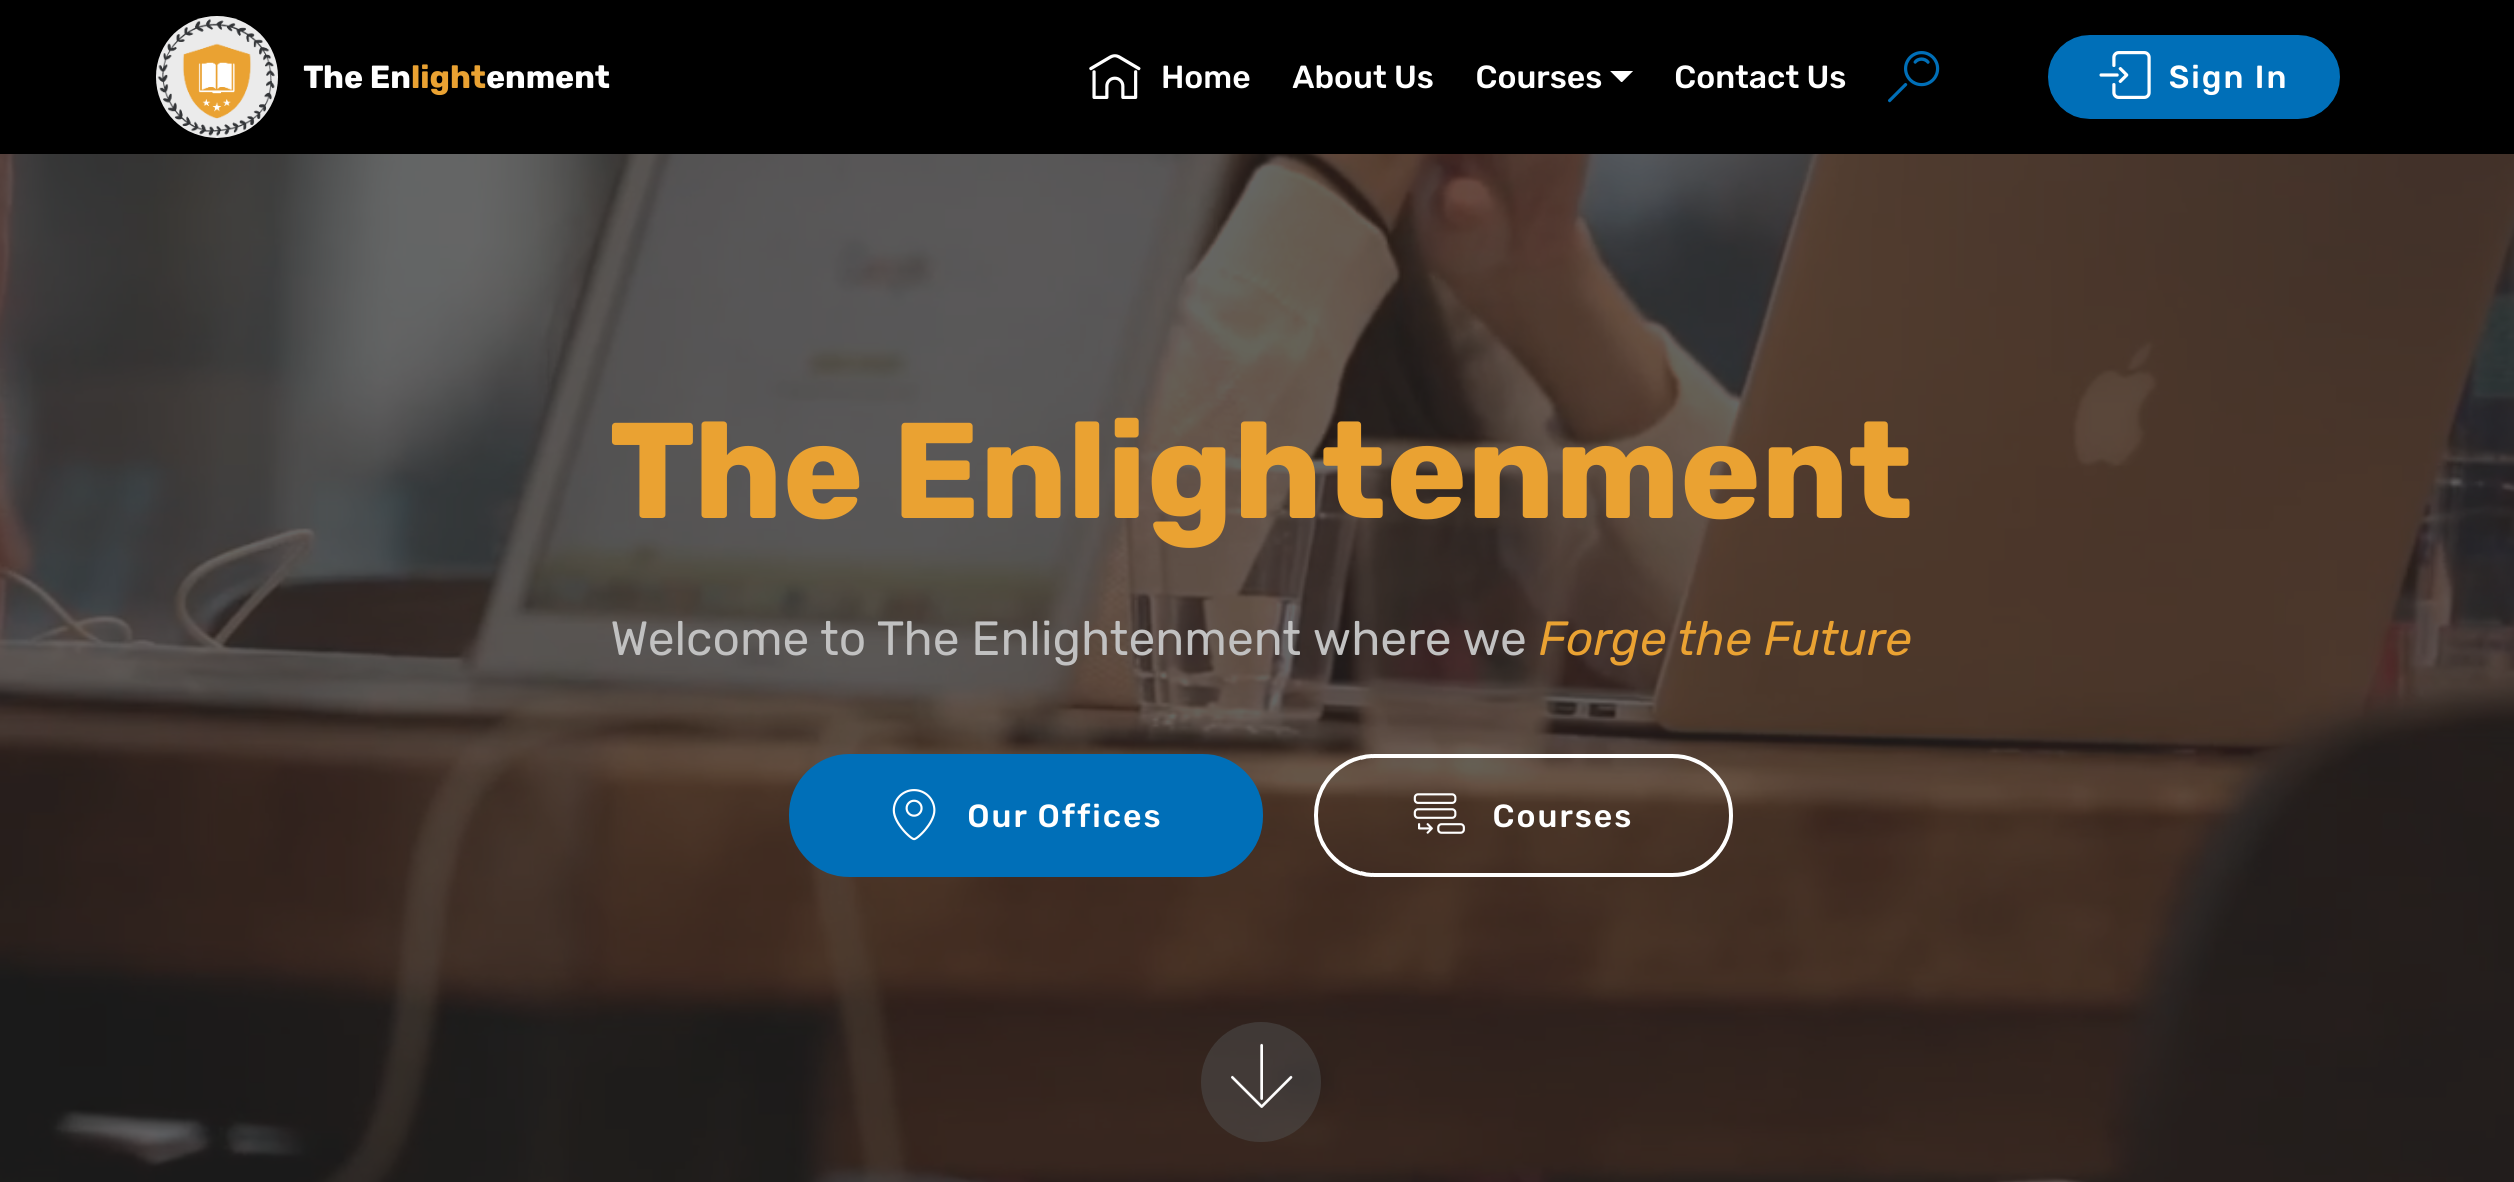 The Enlightenment
Home
About Us
Courses
Contact Us
Sign In
The Enlightenment
Welcome to The Enlightenment where we Forge the Future
Our Offices
Courses